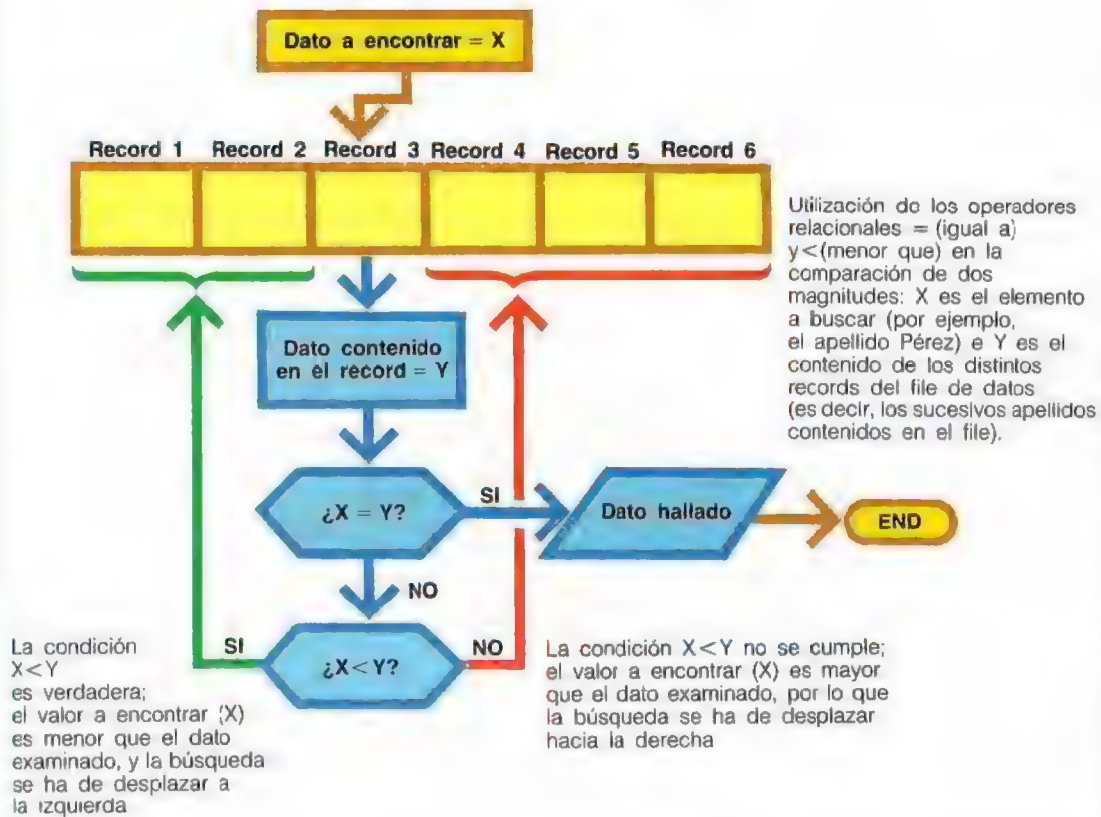 Dato a encontrar = X
Record 1 Record 2 Record 3 Record 4 Record 5 Record 6
Utilización de los operadores
relacionales = (igual a)
y<(menor que) en la
comparación de dos
magnitudes: X es el elemento
a buscar (por ejemplo,
el apellido Pérez) e Y es el
contenido de los distintos
records del file de datos
(es decir, los sucesivos apellidos
contenidos en el file).
Dato contenido
en el record = Y
¿X = Y?
SI
Dato hallado
END
NO
¿X<Y?
SI
NO
La condición
X<Y
es verdadera;
el valor a encontrar (X)
es menor que el dato
examinado, y la búsqueda
se ha de desplazar a
la izquierda
La condición X<Y no se cumple;
el valor a encontrar (X) es mayor
que el dato examinado, por lo que
la búsqueda se ha de desplazar
hacia la derecha